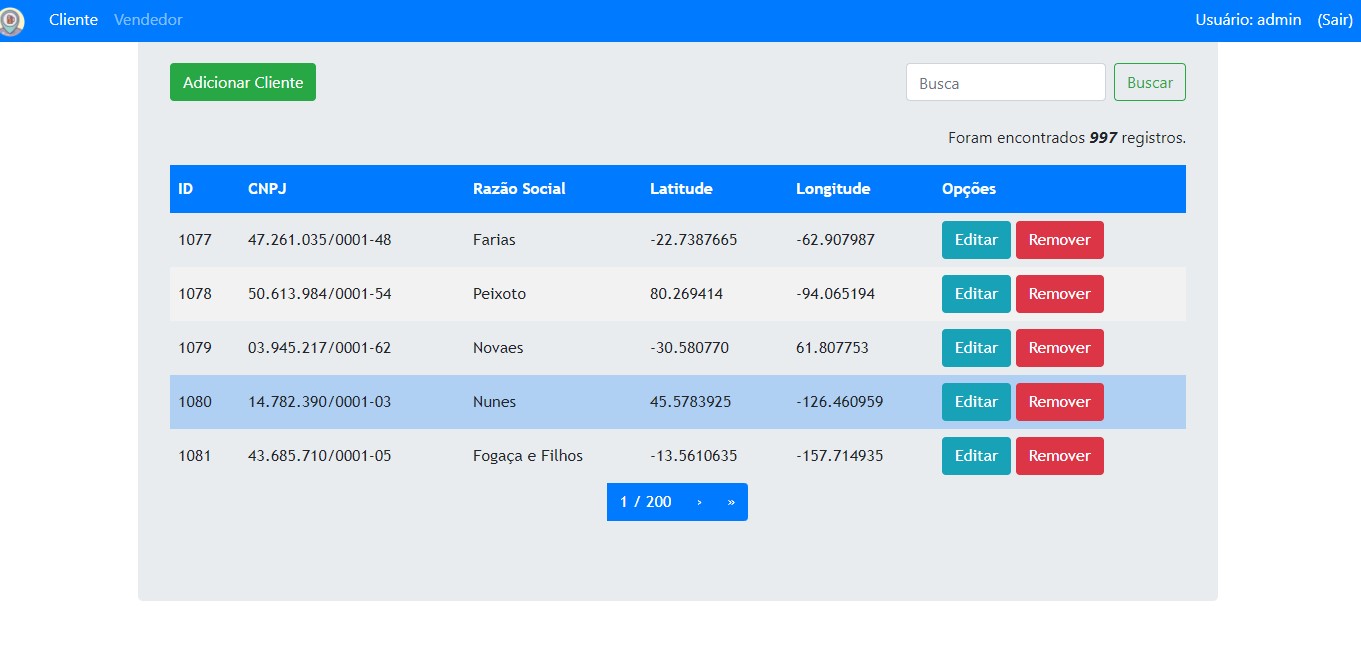 Cliente Vendedor Usuário: admin (Sair)
Adicionar Cliente Busca Buscar
Foram encontrados 997 registros.
ID CNPJ Razão Social Latitude Longitude Opções
1077 47.261.035/0001-48 Farias -22.7387665 -62.907987 Editar Remover
1078 50.613.984/0001-54 Peixoto 80.269414 -94.065194 Editar Remover
1079 03.945.217/0001-62 Novaes -30.580770 61.807753 Editar Remover
1080 14.782.390/0001-03 Nunes 45.5783925 -126.460959 Editar Remover
1081 43.685.710/0001-05 Fogaça e Filhos -13.5610635 -157.714935 Editar Remover
1 / 200 › »